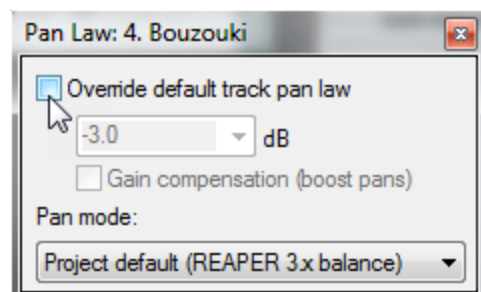 Pan Law: 4. Bouzouki
Override default track pan law
-3.0 dB
Gain compensation (boost pans)
Pan mode:
Project default (REAPER 3.x balance)